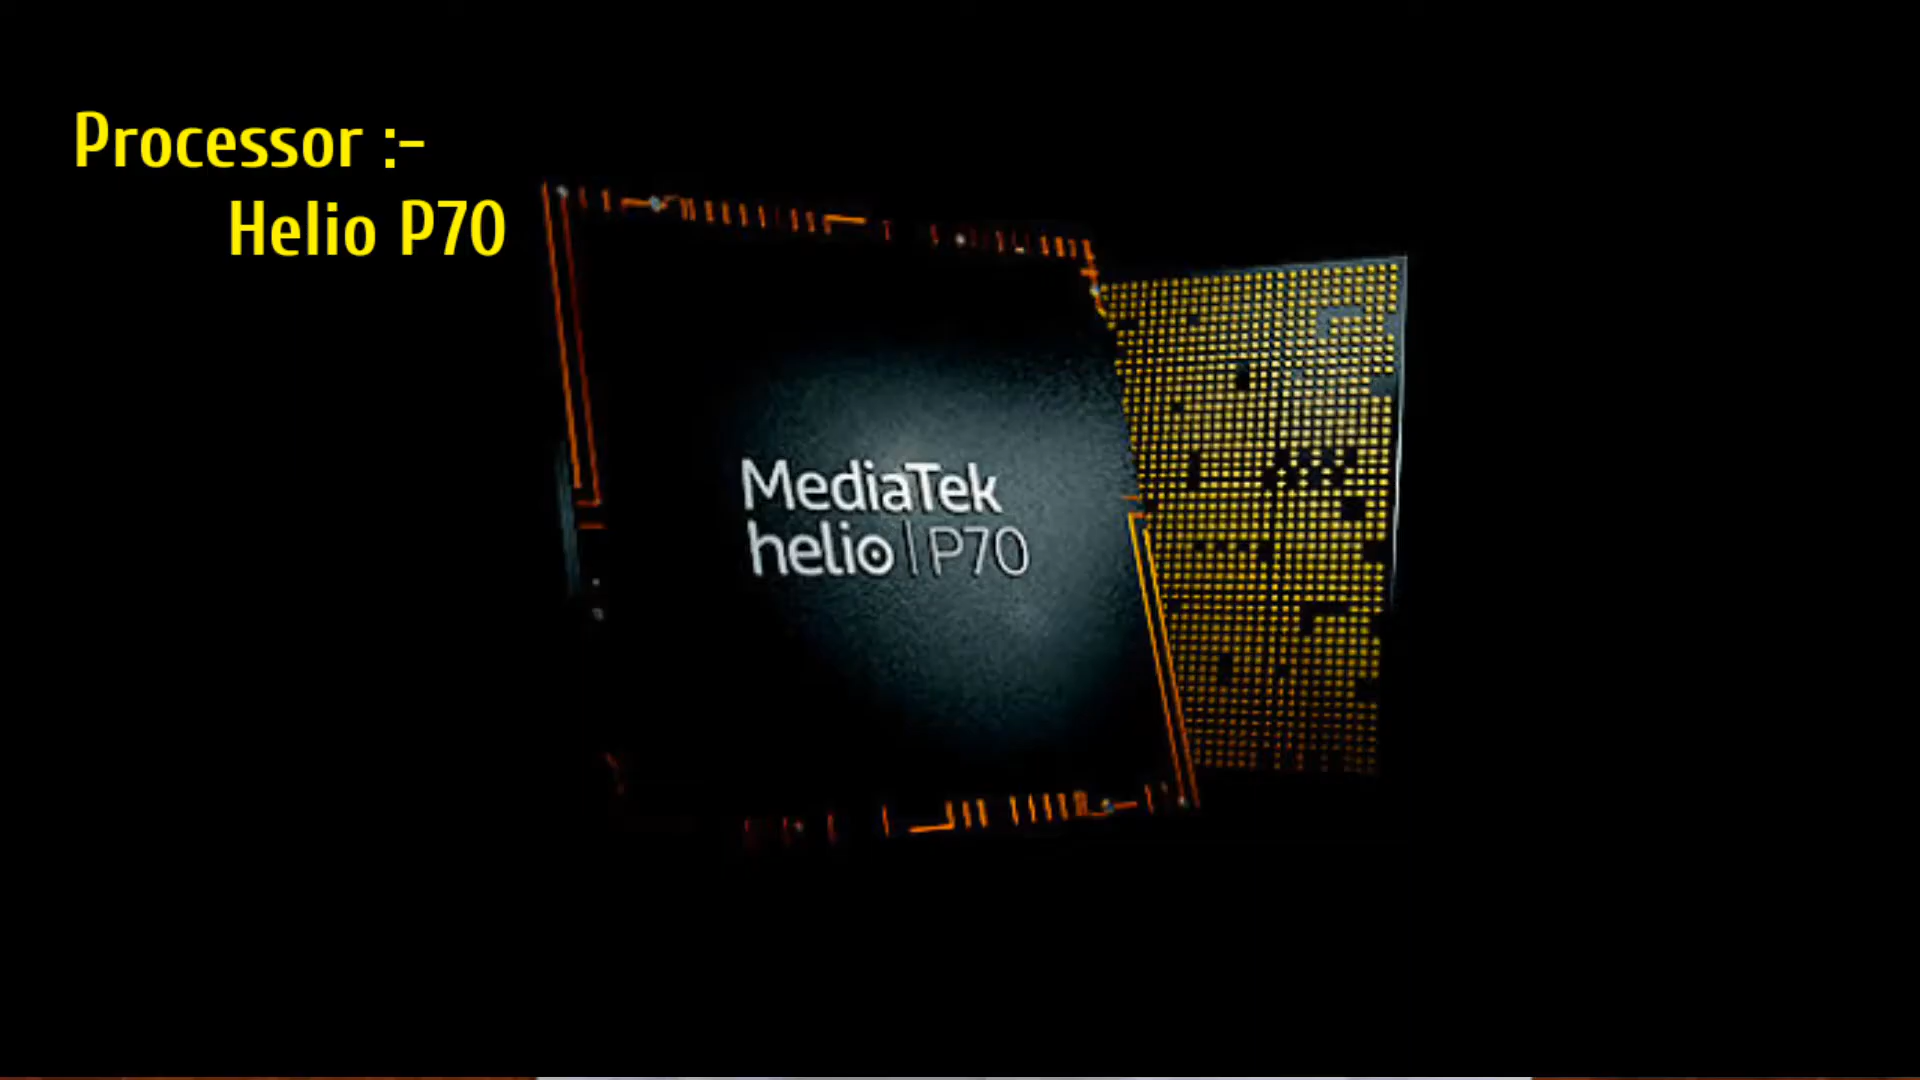 Processor :-
Helio P70
MediaTek
helio | P70